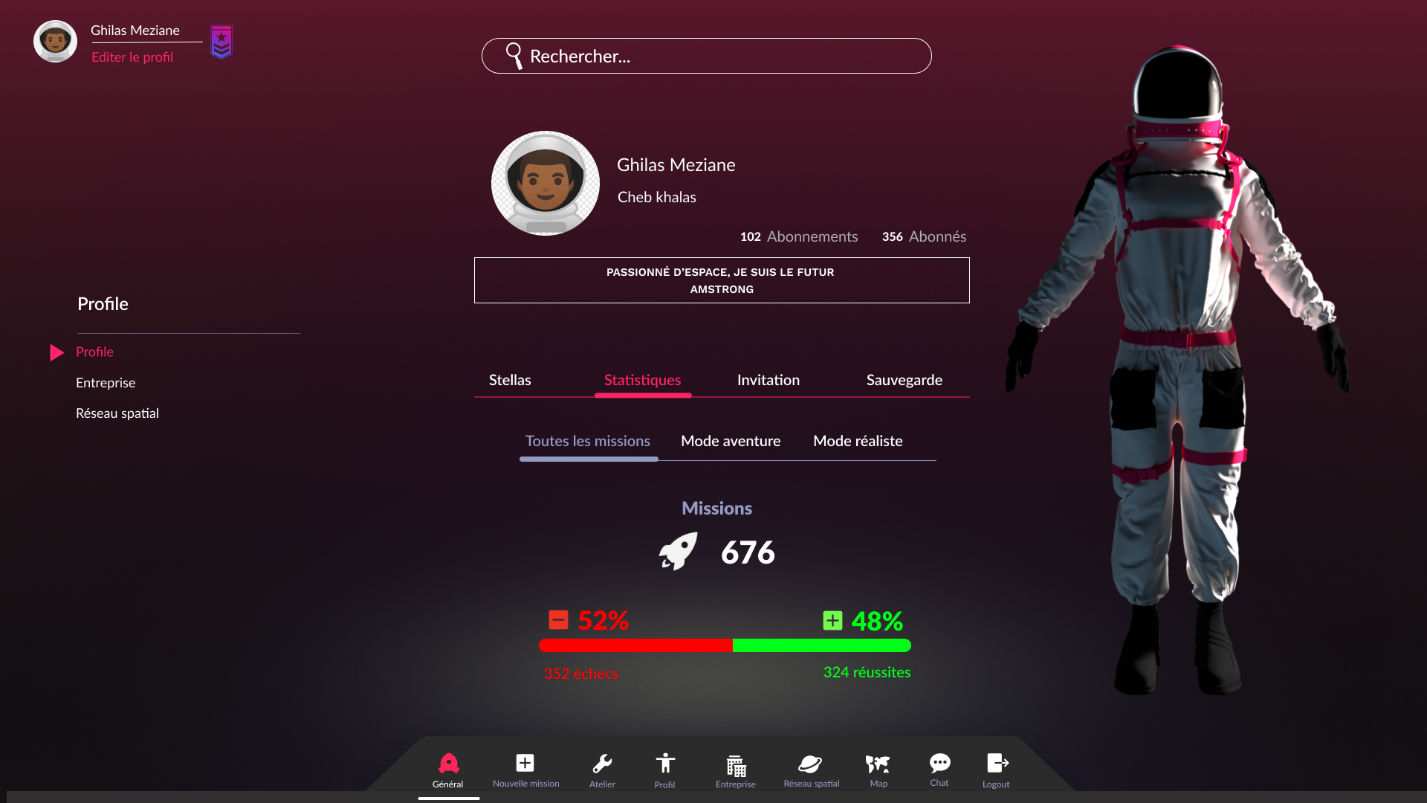 Ghilas Meziane
Editer le profil
Rechercher...
Ghilas Meziane
Cheb khalas
102 Abonnements 356 Abonnés
PASSIONNÉ D'ESPACE, JE SUIS LE FUTUR
AMSTRONG
Profile
Profile
Entreprise
Réseau spatial
Stellas Statistiques Invitation Sauvegarde
Toutes les missions Mode aventure Mode réaliste
Missions
676
52% 48%
352 échecs 324 réussites
Général Nouvelle mission Atelier Profil Entreprise Réseau spatial Map Chat Logout